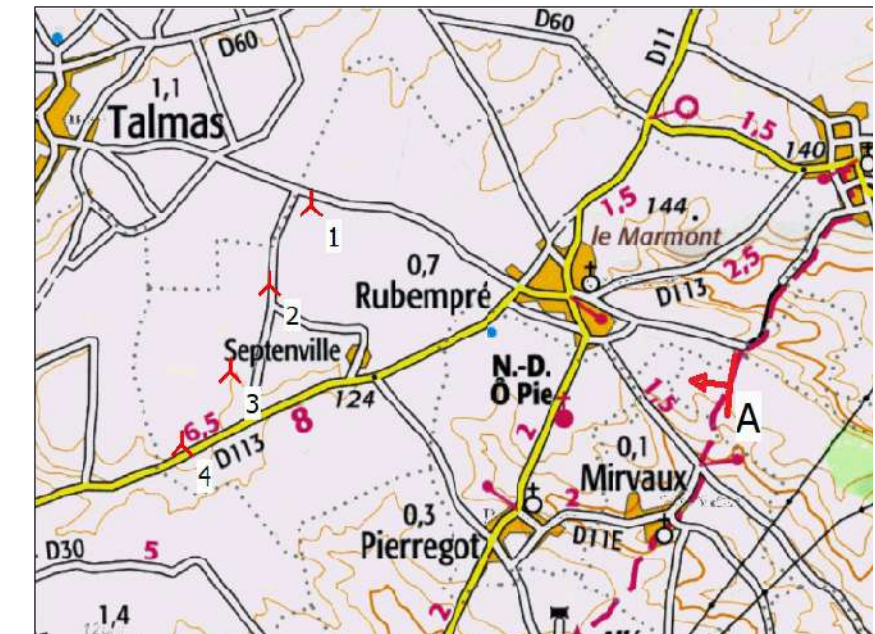 D60
D60
D11
1,1
Talmas
1,5
140
1,5
144.
le Marmont
1
0,7
Rubempré
2,5
D113
2
Septenville
N.-D.
Ô Pie
1,5
124
3
8
6,5
D113
A
4
2
0,1
Mirvaux
2
0,3
Pierregot
D11E
D30
5
2
1,4